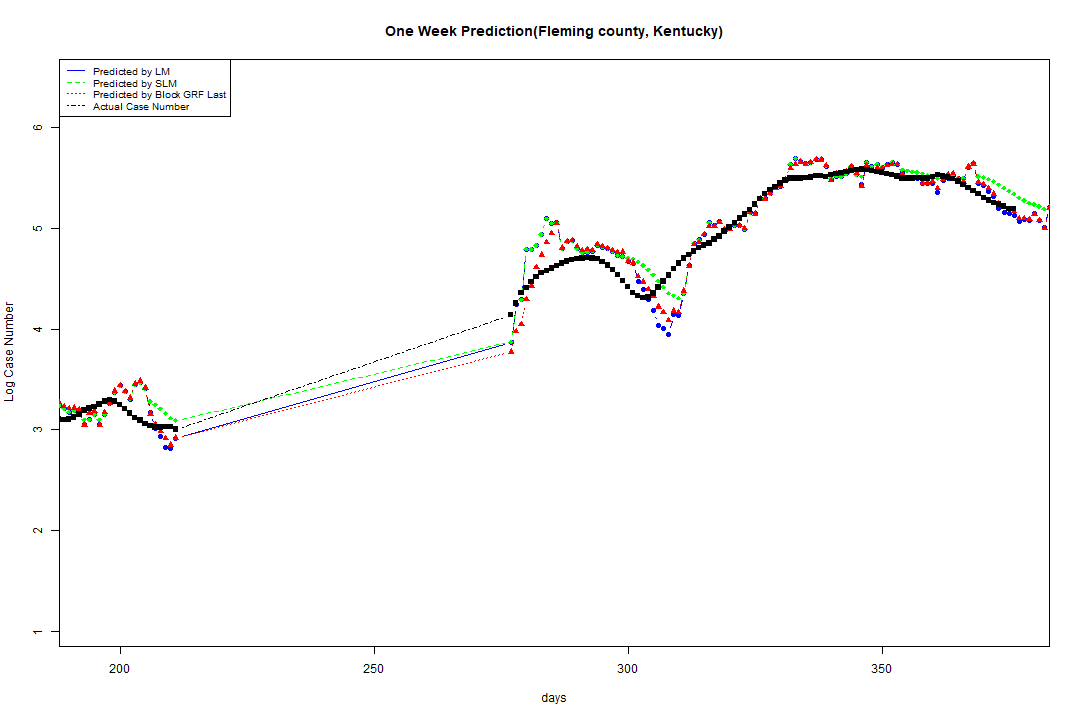 One Week Prediction(Fleming county, Kentucky)
Predicted by LM
Predicted by SLM
Predicted by Block GRF Last
Actual Case Number
Log Case Number
6
5
4
3
2
1
200
250
300
350
days